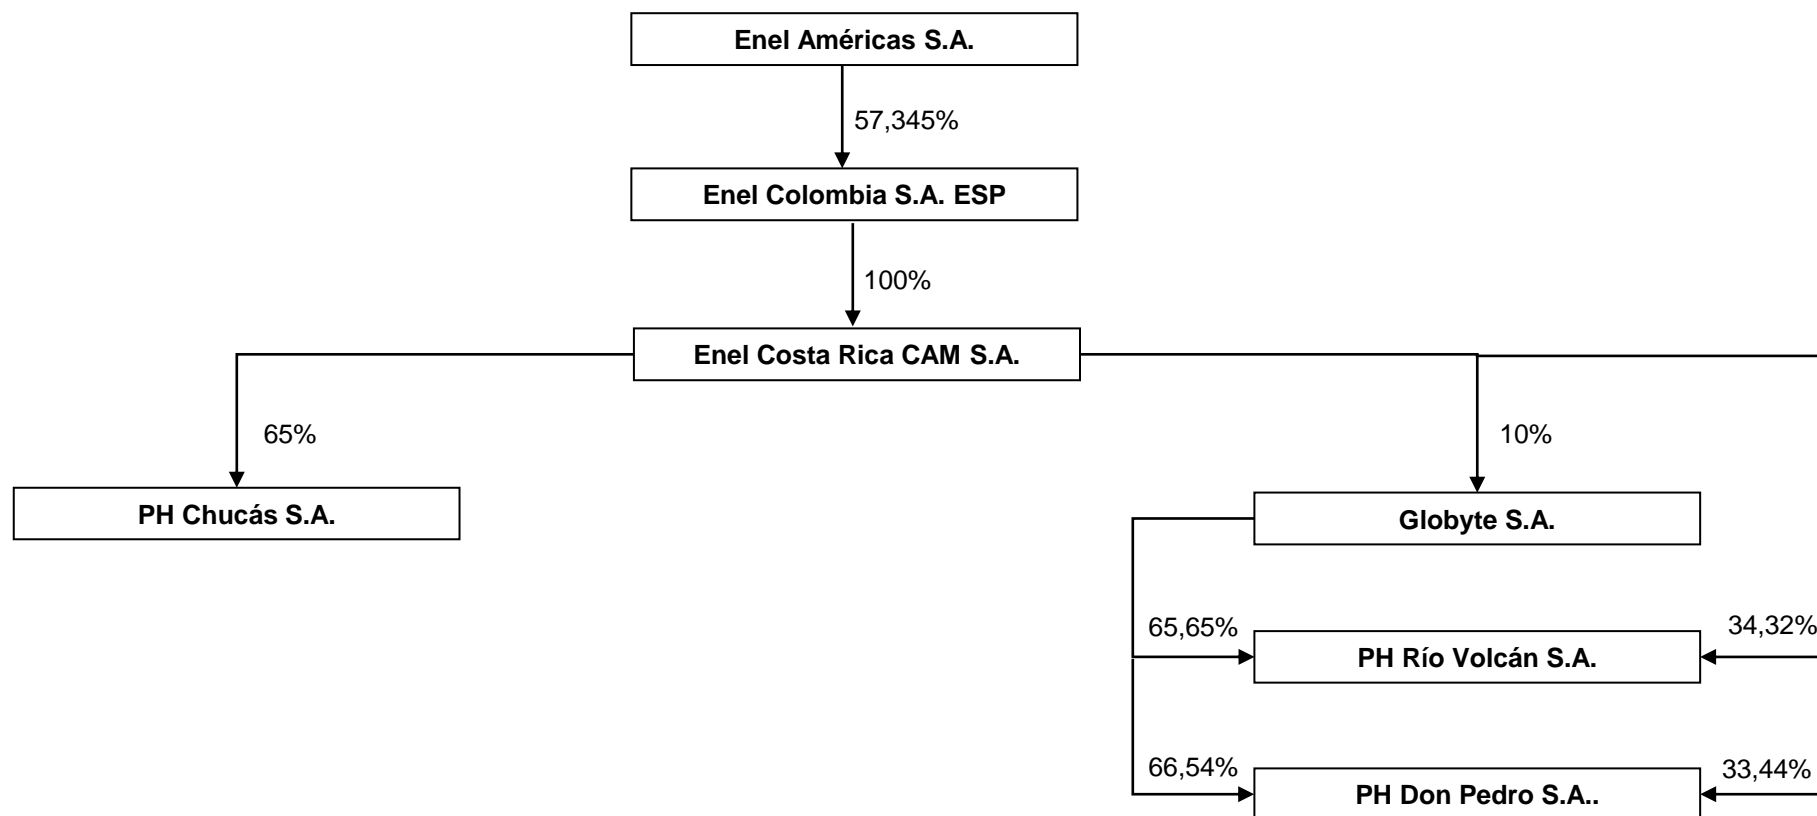 Enel Américas S.A.
57,345%
Enel Colombia S.A. ESP
100%
Enel Costa Rica CAM S.A.
65%
10%
PH Chucás S.A.
Globyte S.A.
65,65%
PH Río Volcán S.A.
34,32%
66,54%
PH Don Pedro S.A..
33,44%